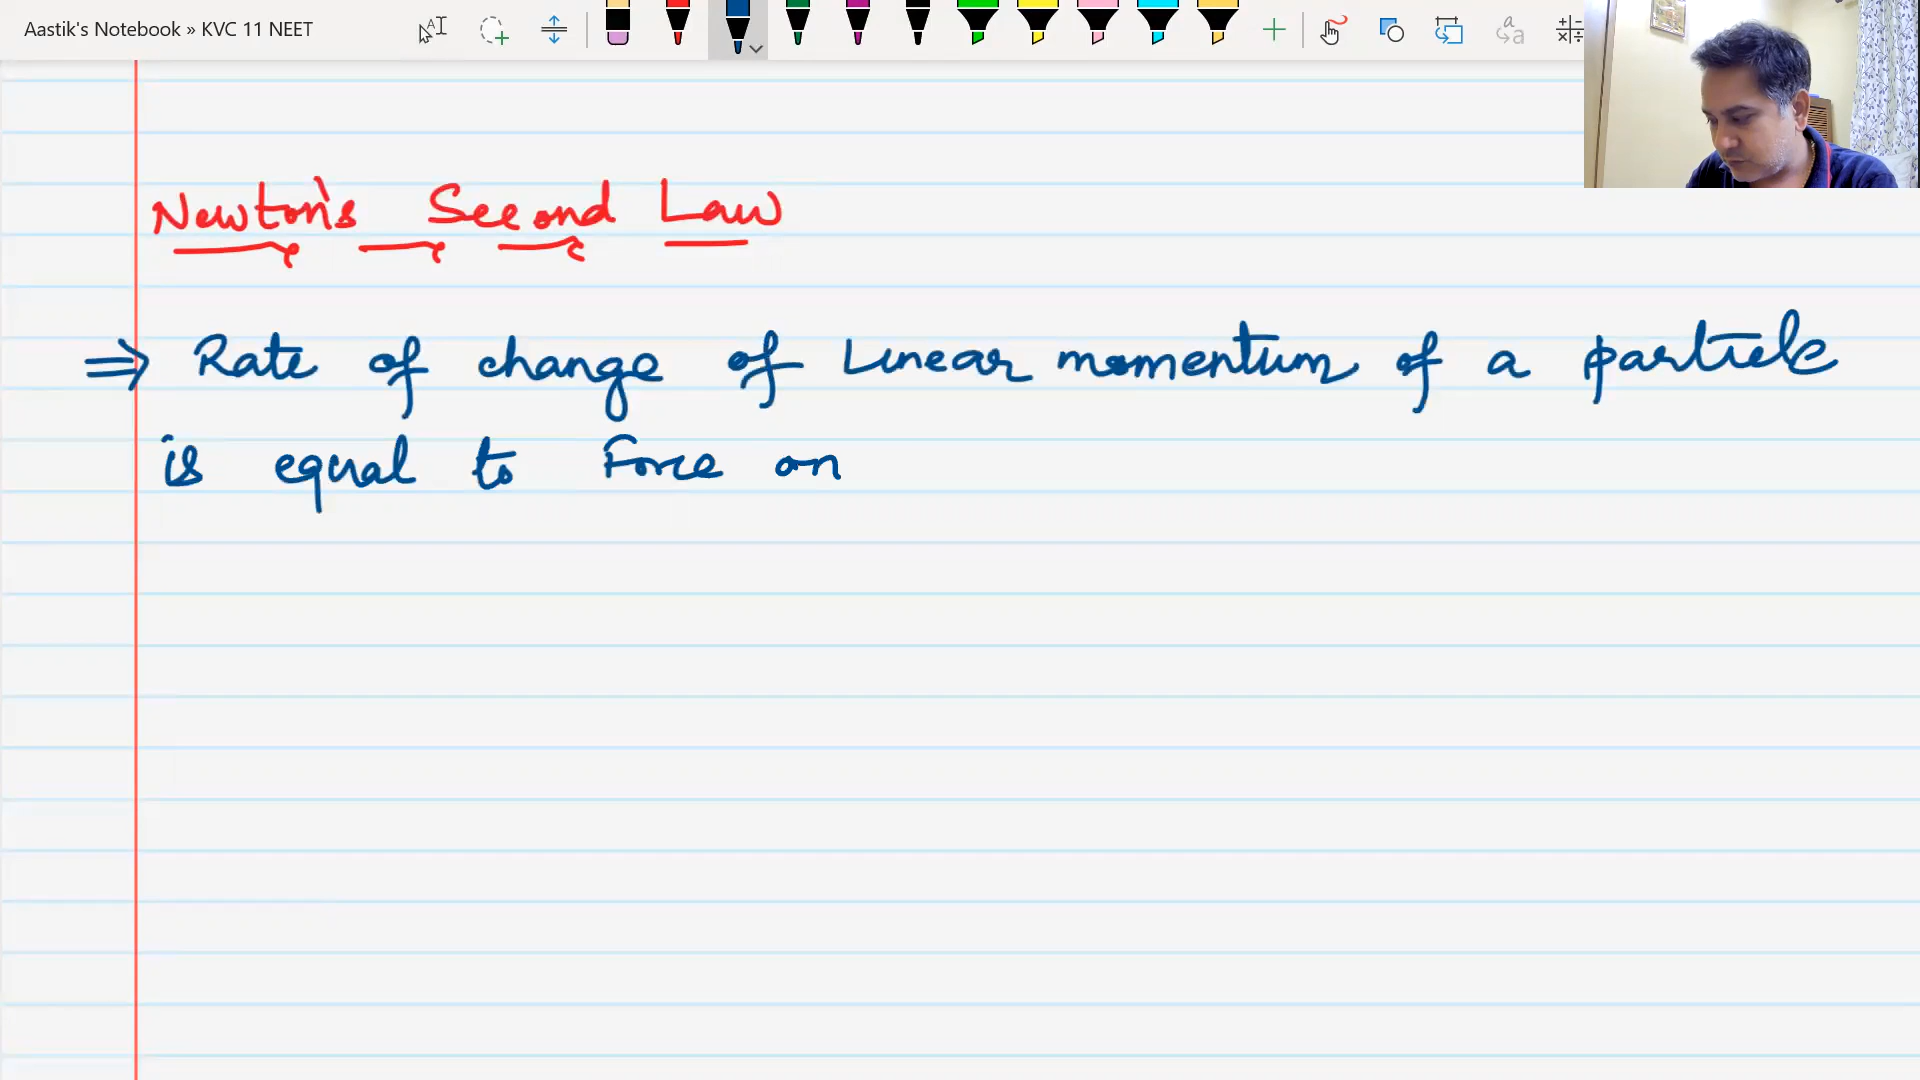 Aastik's Notebook » KVC 11 NEET
Newton's Second Law
⇒ Rate of change of Linear momentum of a particle
is equal to Force on